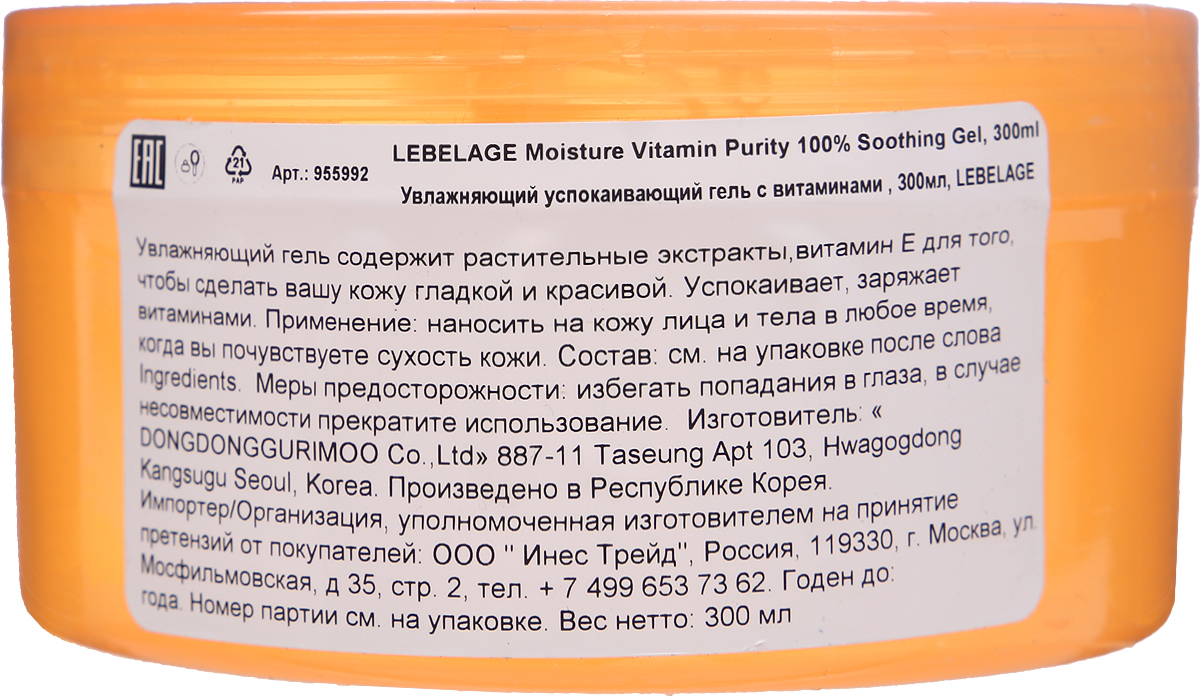 EAC 21 PAP Арт.: 955992
LEBELAGE Moisture Vitamin Purity 100% Soothing Gel, 300ml
Увлажняющий успокаивающий гель с витаминами , 300мл, LEBELAGE
Увлажняющий гель содержит растительные экстракты,витамин Е для того,
чтобы сделать вашу кожу гладкой и красивой. Успокаивает, заряжает
витаминами. Применение: наносить на кожу лица и тела в любое время,
когда вы почувствуете сухость кожи. Состав: см. на упаковке после слова
Ingredients. Меры предосторожности: избегать попадания в глаза, в случае
несовместимости прекратите использование. Изготовитель: «
DONGDONGGURIMOO Co.,Ltd» 887-11 Taseung Apt 103, Hwagogdong
Kangsugu Seoul, Korea. Произведено в Республике Корея.
Импортер/Организация, уполномоченная изготовителем на принятие
претензий от покупателей: ООО " Инес Трейд", Россия, 119330, г. Москва, ул.
Мосфильмовская, д 35, стр. 2, тел. + 7 499 653 73 62. Годен до:
года. Номер партии см. на упаковке. Вес нетто: 300 мл